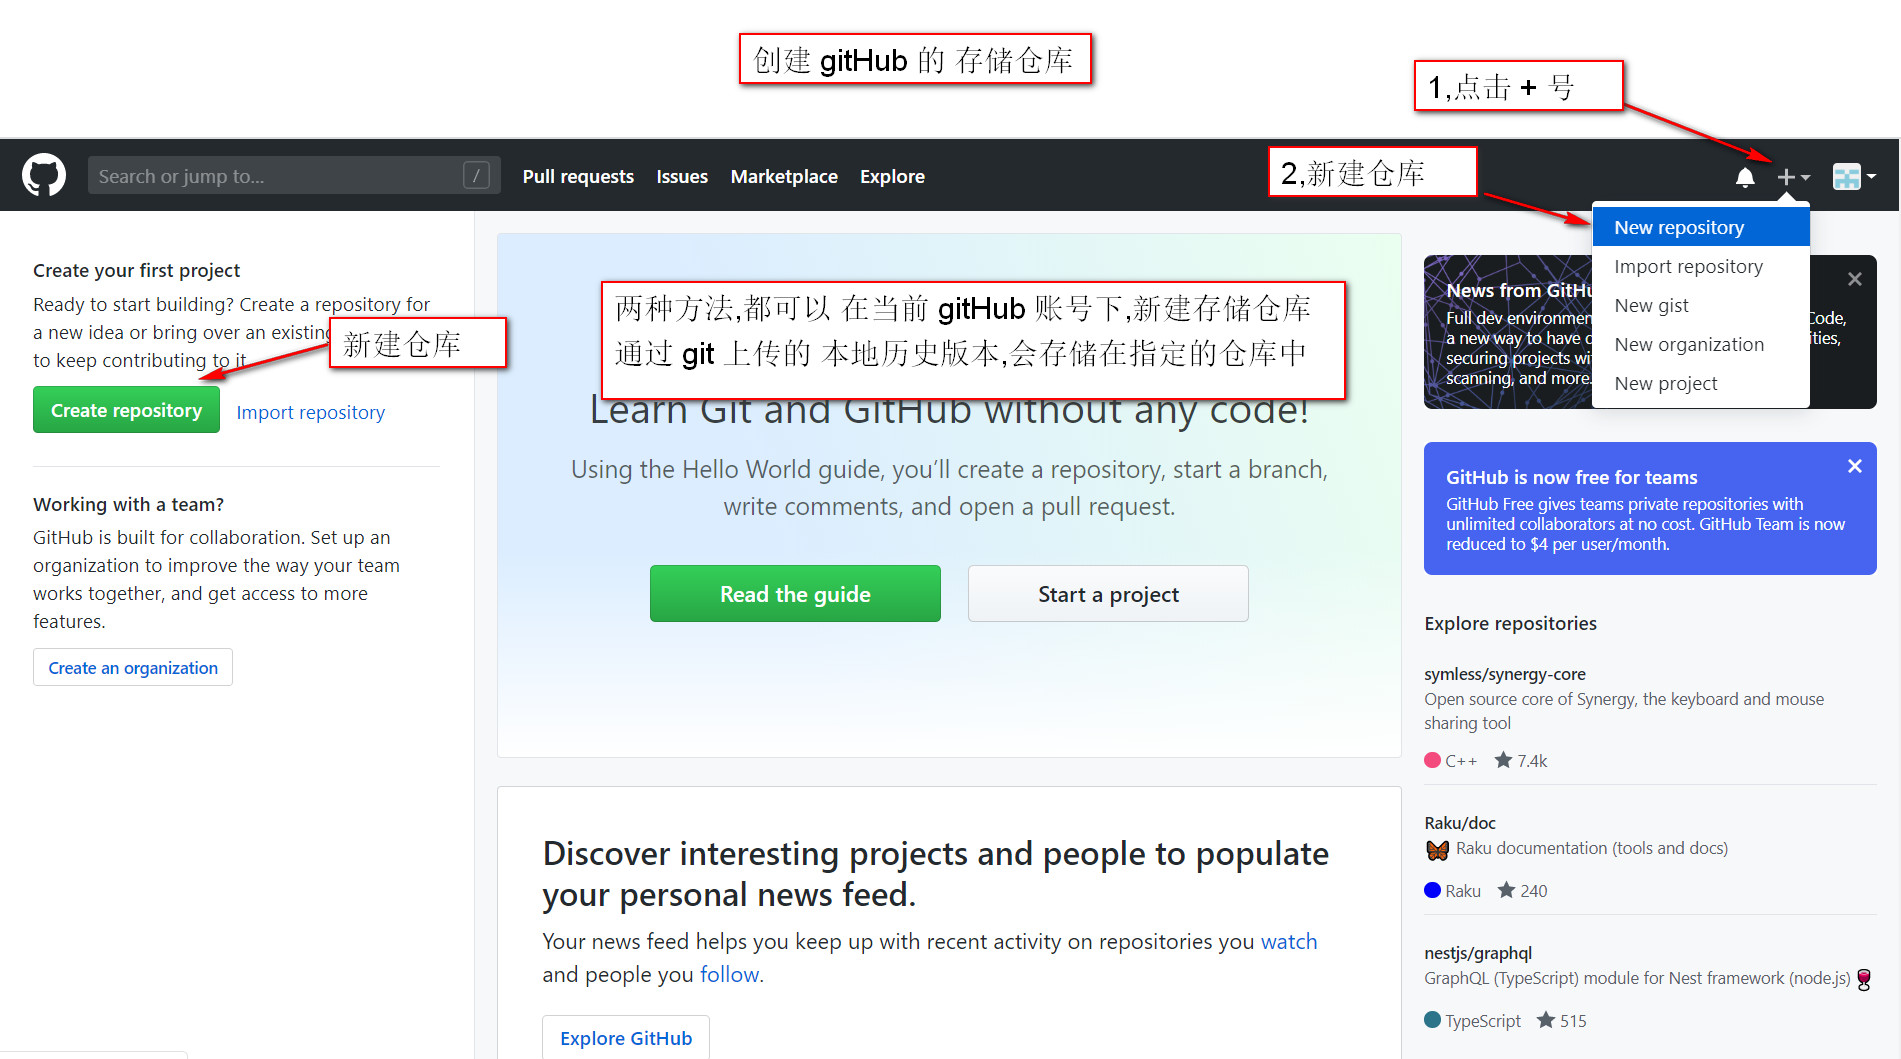 创建 gitHub 的 存储仓库
1,点击 + 号
2,新建仓库
Search or jump to...
/
Pull requests
Issues
Marketplace
Explore
New repository
Import repository
New gist
New organization
New project
Create your first project
Ready to start building? Create a repository for
a new idea or bring over an existing
to keep contributing to it
新建仓库
Create repository
Import repository
Working with a team?
GitHub is built for collaboration. Set up an
organization to improve the way your team
works together, and get access to more
features.
Create an organization
两种方法,都可以 在当前 gitHub 账号下,新建存储仓库
通过 git 上传的 本地历史版本,会存储在指定的仓库中
Learn Git and GitHub without any code!
Using the Hello World guide, you’ll create a repository, start a branch,
write comments, and open a pull request.
Read the guide
Start a project
Discover interesting projects and people to populate
your personal news feed.
Your news feed helps you keep up with recent activity on repositories you watch
and people you follow.
Explore GitHub
News from GitHu
Full dev environmen Code,
a new way to have ities,
securing projects wi
scanning, and more.
GitHub is now free for teams
GitHub Free gives teams private repositories with
unlimited collaborators at no cost. GitHub Team is now
reduced to $4 per user/month.
Explore repositories
symless/synergy-core
Open source core of Synergy, the keyboard and mouse
sharing tool
C++ 7.4k
Raku/doc
Raku documentation (tools and docs)
Raku 240
nestjs/graphql
GraphQL (TypeScript) module for Nest framework (node.js)
TypeScript 515